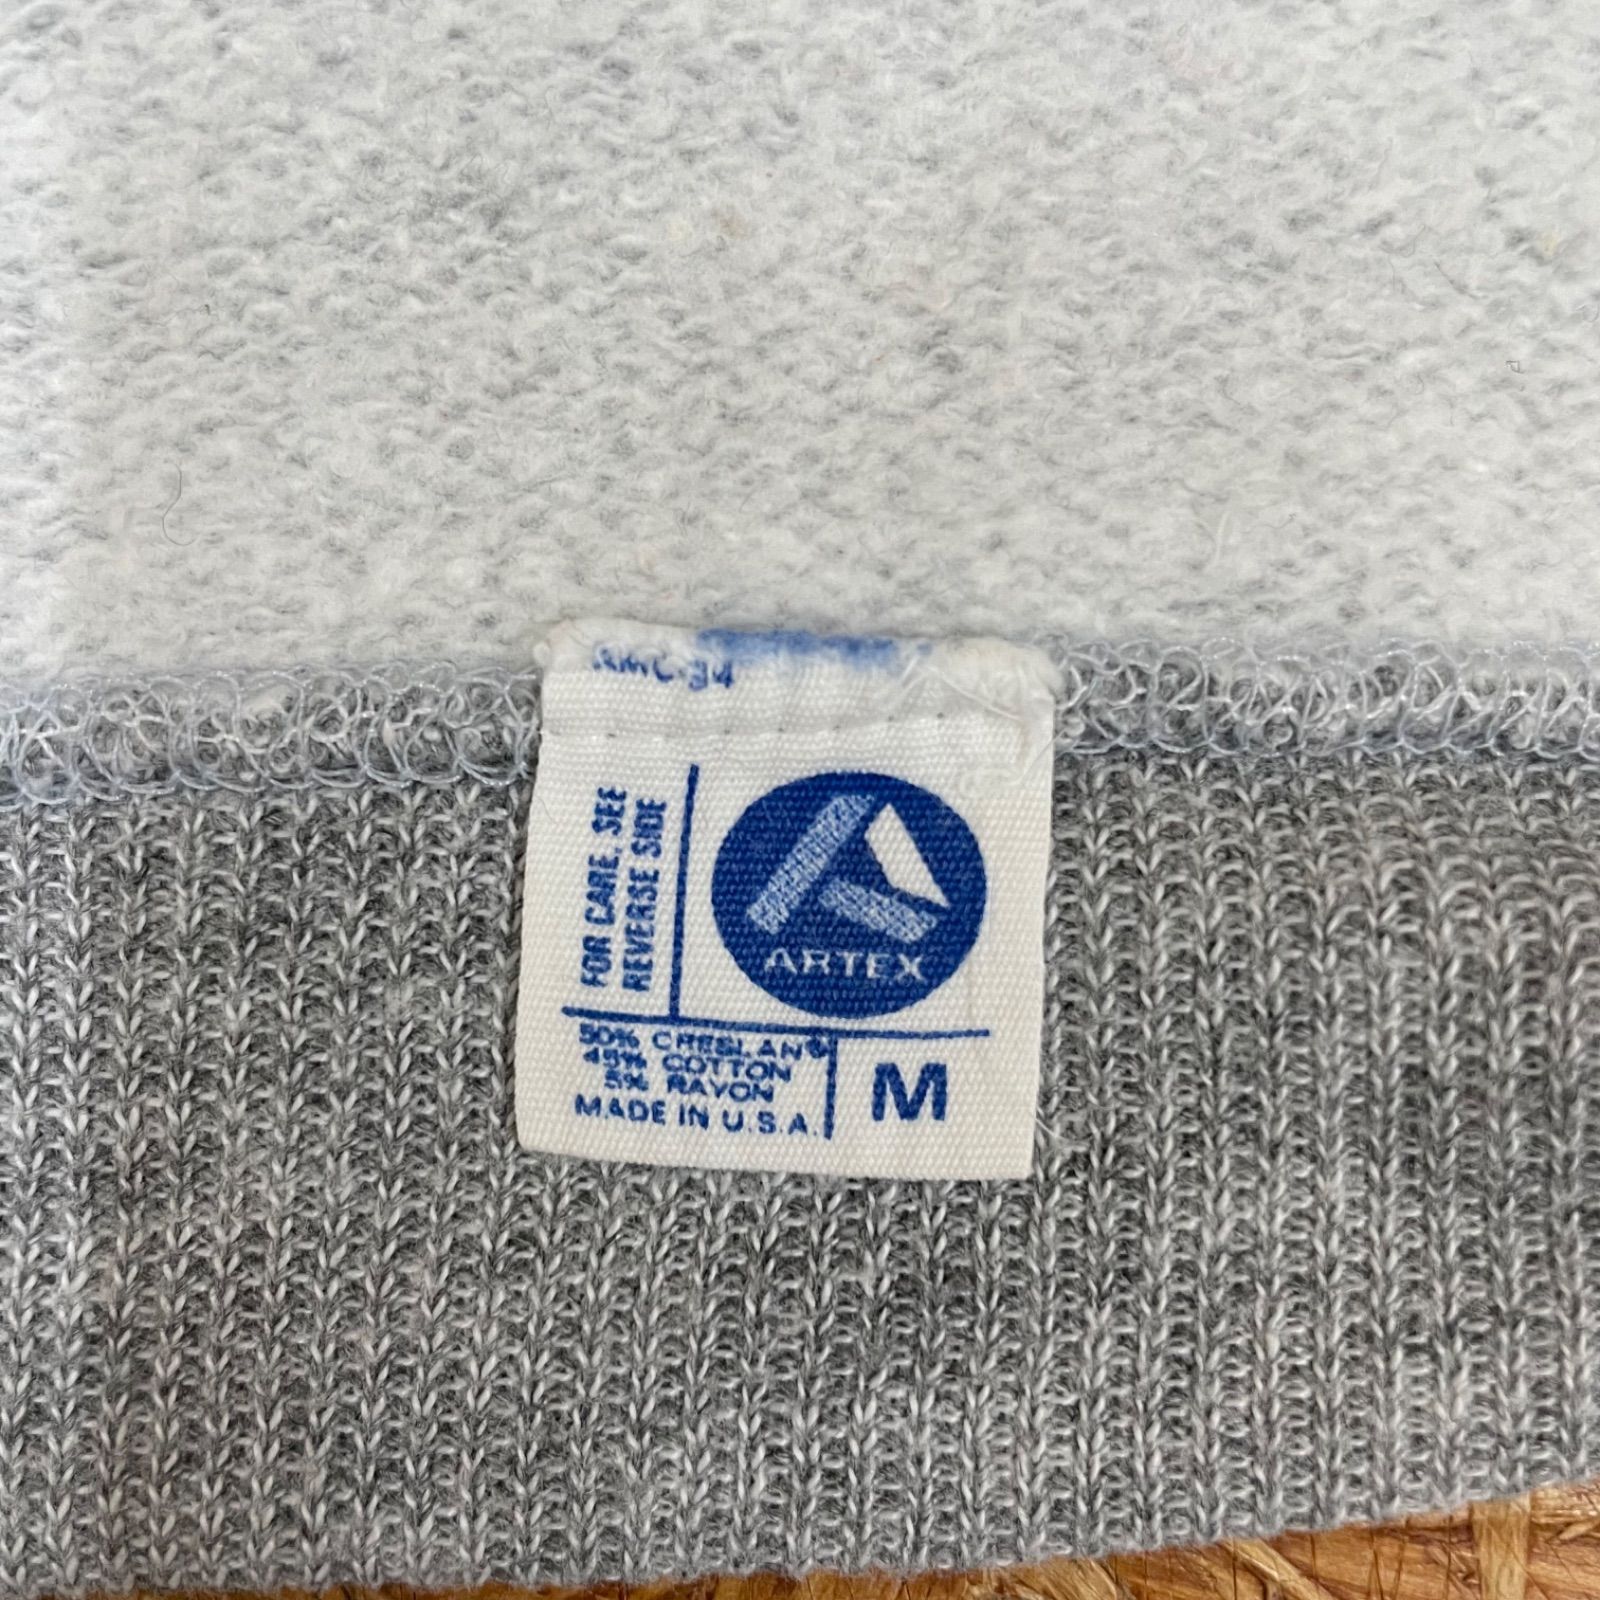 FOR CARE, SEE
REVERSE SIDE
ARTEX
50% CRESLAN®
45% COTTON
5% RAYON
MADE IN U.S.A.
M